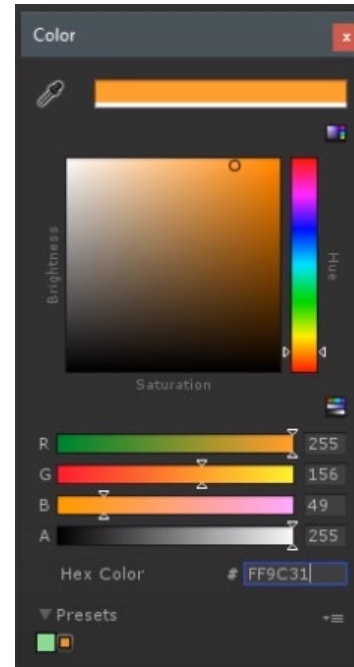 Color
x
Brightness
Hue
Saturation
R 255
G 156
B 49
A 255
Hex Color # FF9C31
Presets